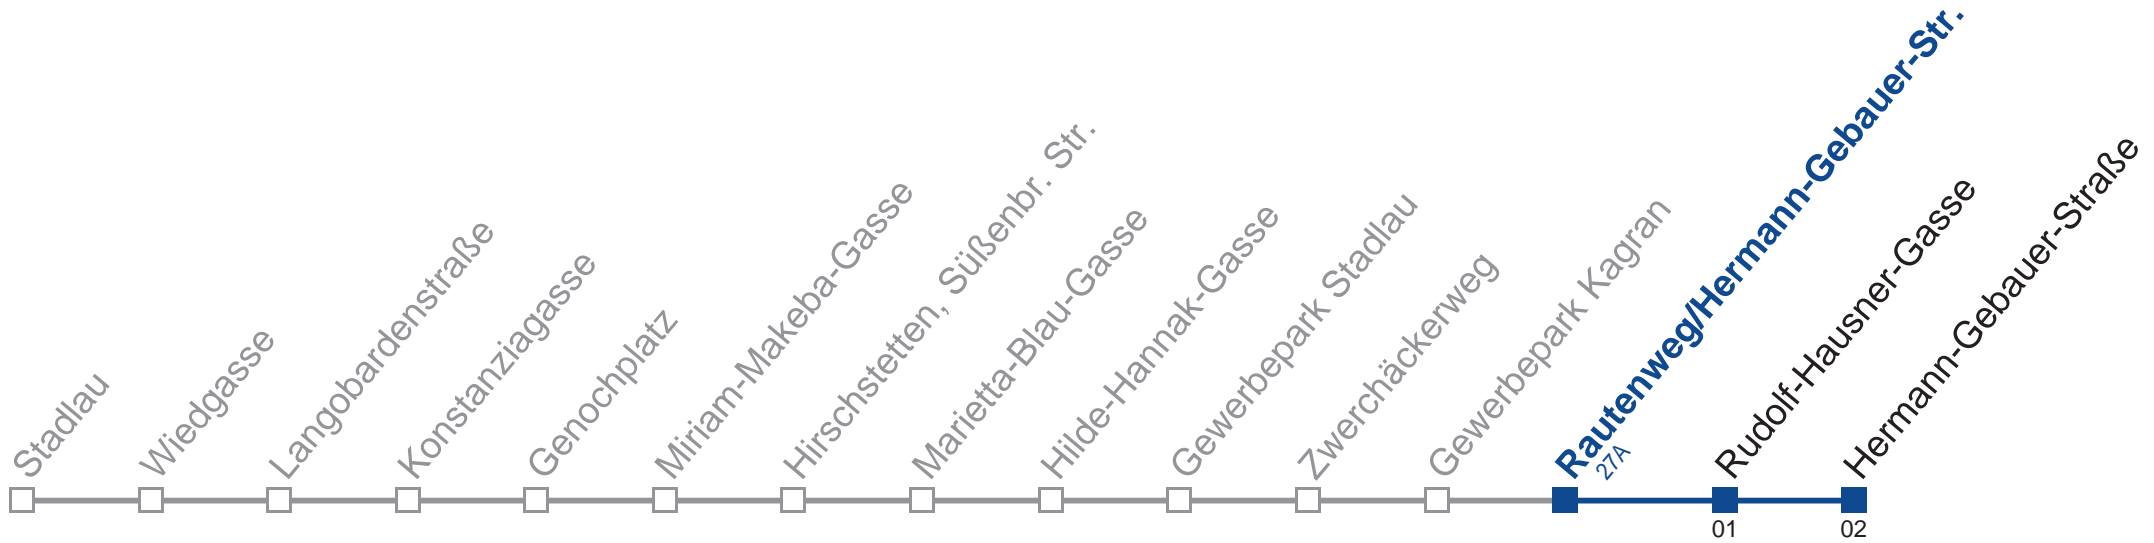 Stadlau
Wiedgasse
Langobardenstraße
Konstanziagasse
Genochplatz
Miriam-Makeba-Gasse
Hirschstetten, Süßenbr. Str.
Marietta-Blau-Gasse
Hilde-Hannak-Gasse
Gewerbepark Stadlau
Zwerchäckerweg
Gewerbepark Kagran
Rautenweg/Hermann-Gebauer-Str.
27A
Rudolf-Hausner-Gasse
Hermann-Gebauer-Straße
01
02